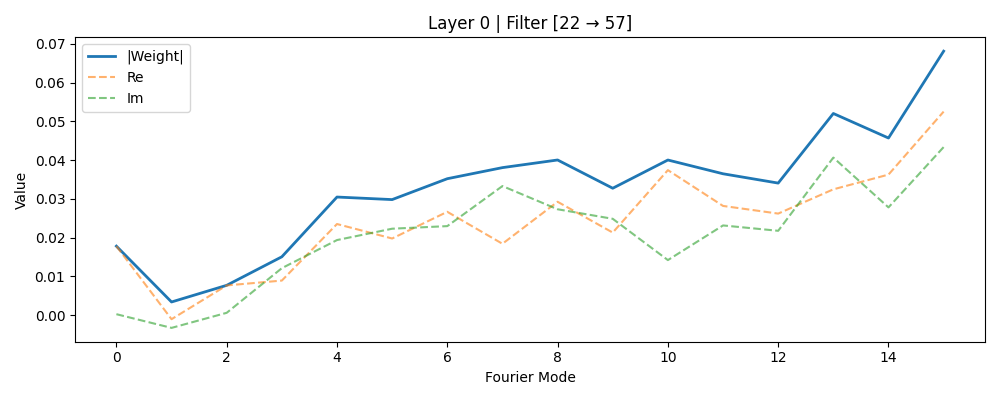 Layer 0 | Filter [22 → 57]
|Weight|
Re
Im
Value
0.07
0.06
0.05
0.04
0.03
0.02
0.01
0.00
0 2 4 6 8 10 12 14
Fourier Mode